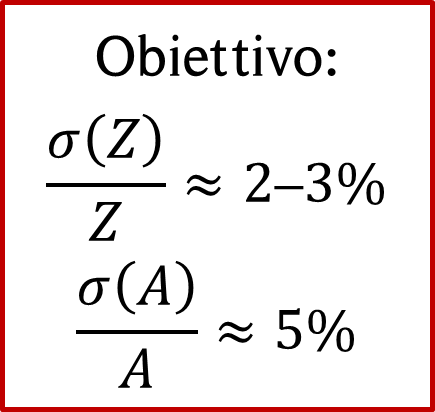 Obiettivo:
σ(Z)/Z ≈ 2–3%
σ(A)/A ≈ 5%